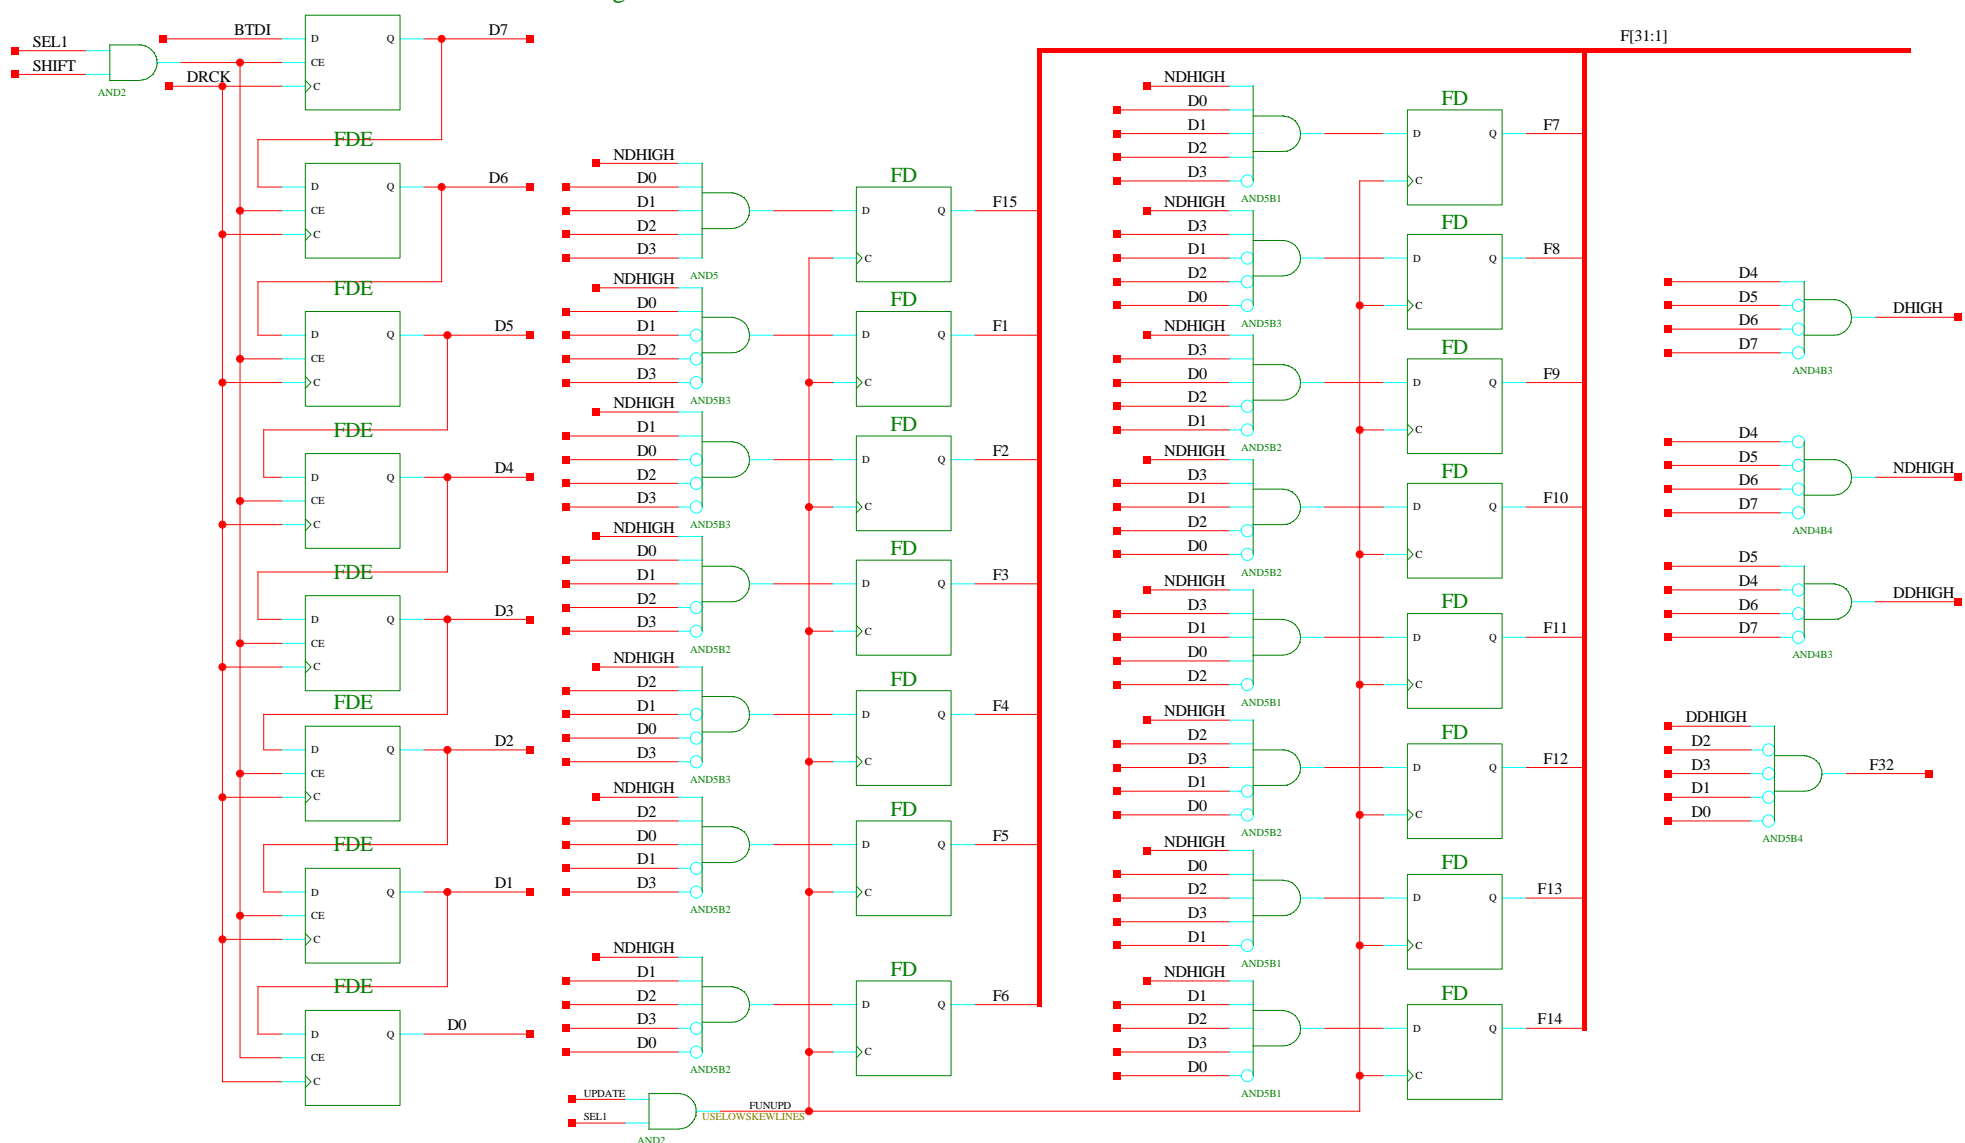 g
BTDI
D Q
D7
SEL1
SHIFT
AND2
CE
DRCK
C
FDE
D Q
D6
CE
C
FDE
D Q
D5
CE
C
FDE
D Q
D4
CE
C
FDE
D Q
D3
CE
C
FDE
D Q
D2
CE
C
FDE
D Q
D1
CE
C
FDE
D Q
D0
CE
C
NDHIGH
D0
D1
D2
D3
AND5
FD
D Q
C
F15
NDHIGH
D0
D1
D2
D3
AND5B3
FD
D Q
C
F1
NDHIGH
D1
D0
D2
D3
AND5B3
FD
D Q
C
F2
NDHIGH
D0
D1
D2
D3
AND5B2
FD
D Q
C
F3
NDHIGH
D2
D1
D0
D3
AND5B3
FD
D Q
C
F4
NDHIGH
D2
D0
D1
D3
AND5B2
FD
D Q
C
F5
NDHIGH
D1
D2
D3
D0
AND5B2
FD
D Q
C
F6
UPDATE
SEL1
AND2
FUNUPD
USELOWSKEWLINES
F[31:1]
NDHIGH
D0
D1
D2
D3
AND5B1
FD
D Q
C
F7
NDHIGH
D3
D1
D2
D0
AND5B3
FD
D Q
C
F8
NDHIGH
D3
D0
D2
D1
AND5B2
FD
D Q
C
F9
NDHIGH
D3
D1
D2
D0
AND5B2
FD
D Q
C
F10
NDHIGH
D3
D1
D0
D2
AND5B1
FD
D Q
C
F11
NDHIGH
D2
D3
D1
D0
AND5B2
FD
D Q
C
F12
NDHIGH
D0
D2
D3
D1
AND5B1
FD
D Q
C
F13
NDHIGH
D1
D2
D3
D0
AND5B1
FD
D Q
C
F14
D4
D5
D6
D7
AND4B3
DHIGH
D4
D5
D6
D7
AND4B4
NDHIGH
D5
D4
D6
D7
AND4B3
DDHIGH
DDHIGH
D2
D3
D1
D0
AND5B4
F32